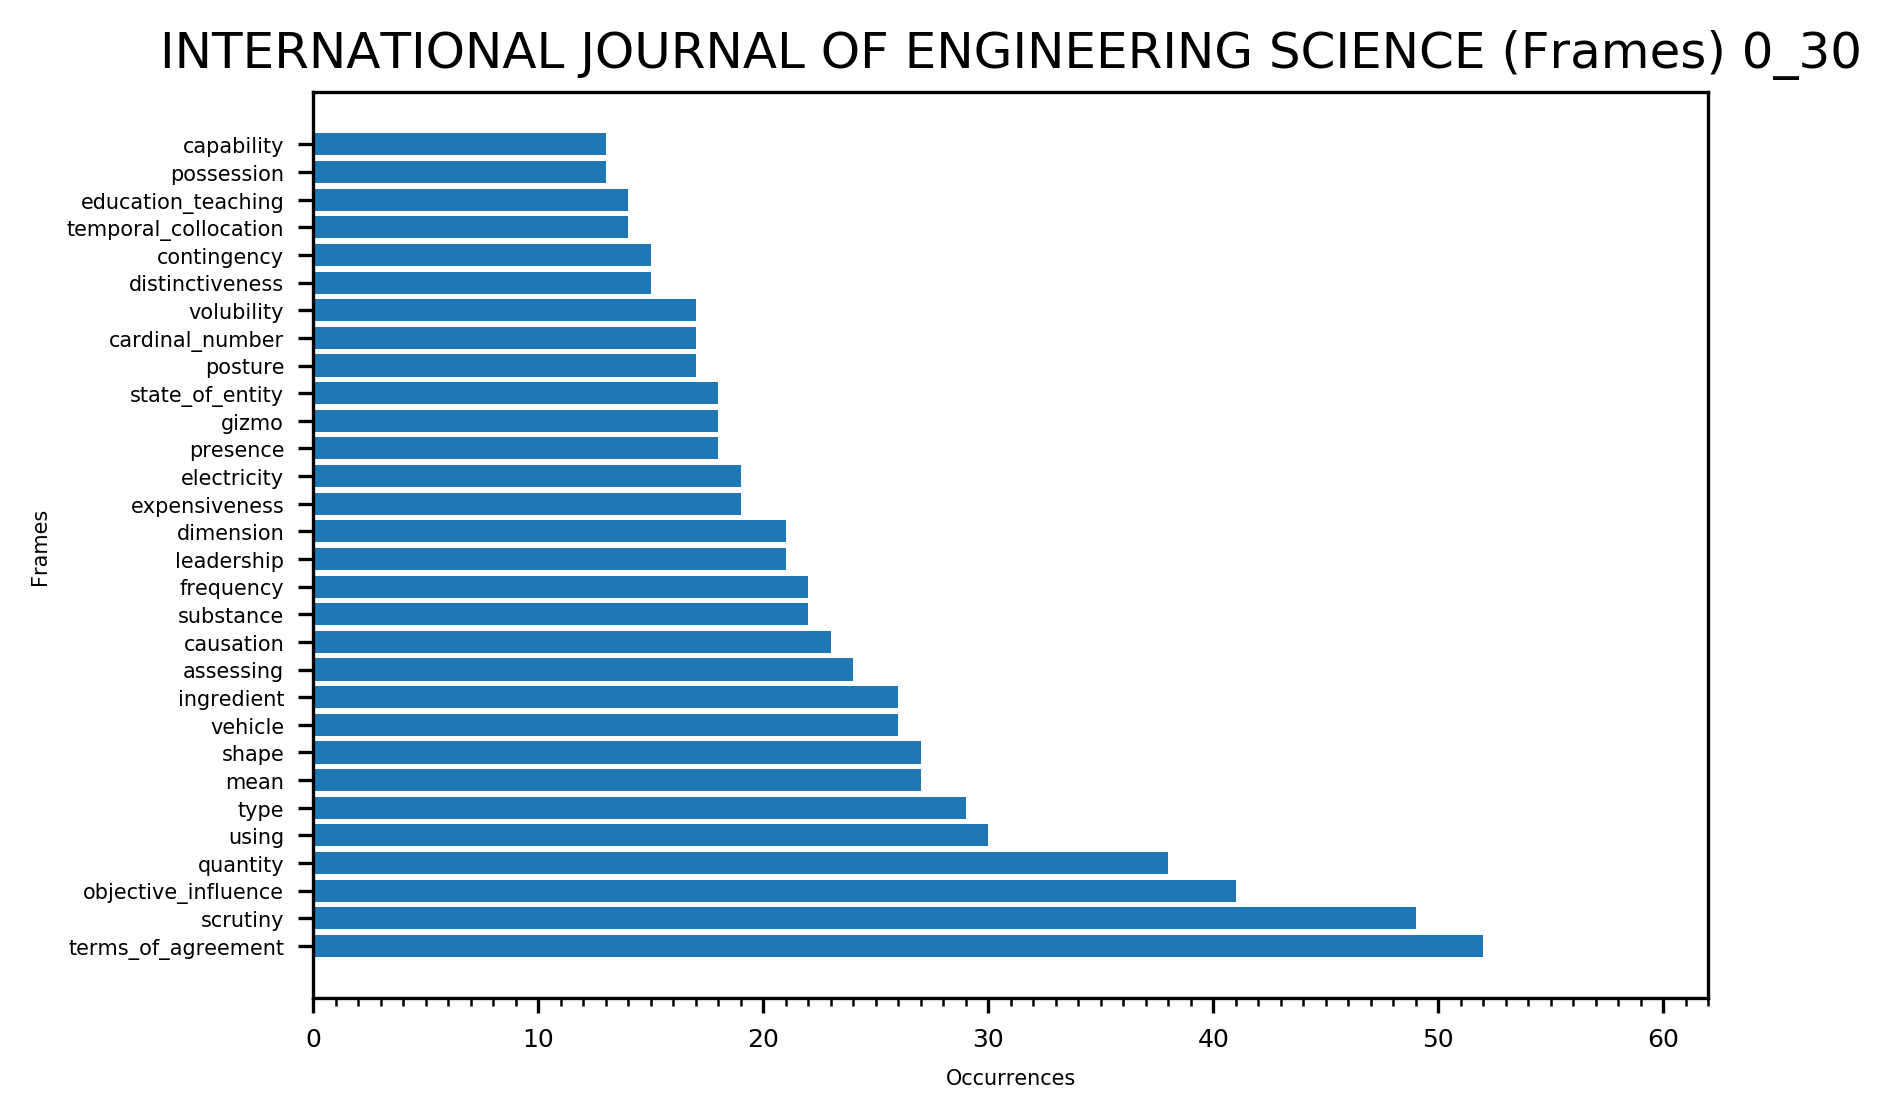 INTERNATIONAL JOURNAL OF ENGINEERING SCIENCE (Frames) 0_30
capability
possession
education_teaching
temporal_collocation
contingency
distinctiveness
volubility
cardinal_number
posture
state_of_entity
gizmo
presence
electricity
expensiveness
dimension
leadership
frequency
substance
causation
assessing
ingredient
vehicle
shape
mean
type
using
quantity
objective_influence
scrutiny
terms_of_agreement
Frames
0 10 20 30 40 50 60
Occurrences